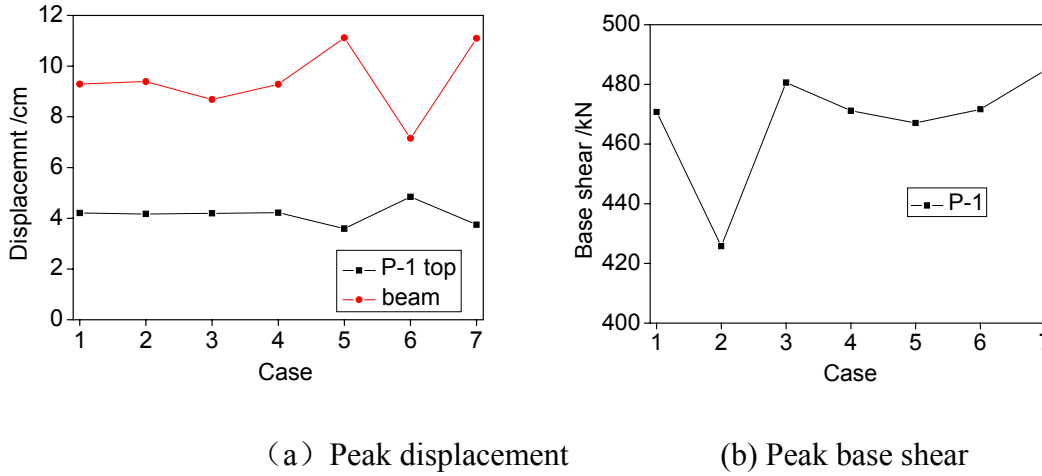 12
10
8
6
4
2
0
Displacemnt /cm
P-1 top
beam
1 2 3 4 5 6 7
Case
500
480
460
440
420
400
Base shear /kN
P-1
1 2 3 4 5 6 7
Case
（a）Peak displacement
(b) Peak base shear